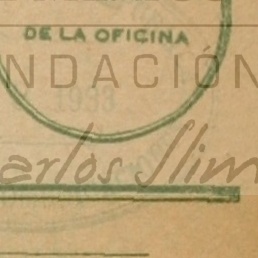 DE LA OFICINA
NDACIÓN
1933
Carlos Slim